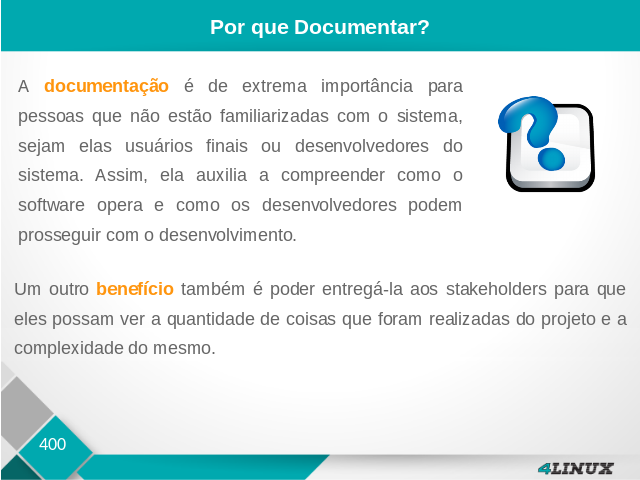 Por que Documentar?
A documentação é de extrema importância para
pessoas que não estão familiarizadas com o sistema,
sejam elas usuários finais ou desenvolvedores do
sistema. Assim, ela auxilia a compreender como o
software opera e como os desenvolvedores podem
prosseguir com o desenvolvimento.
Um outro benefício também é poder entregá-la aos stakeholders para que
eles possam ver a quantidade de coisas que foram realizadas do projeto e a
complexidade do mesmo.
400
4LINUX